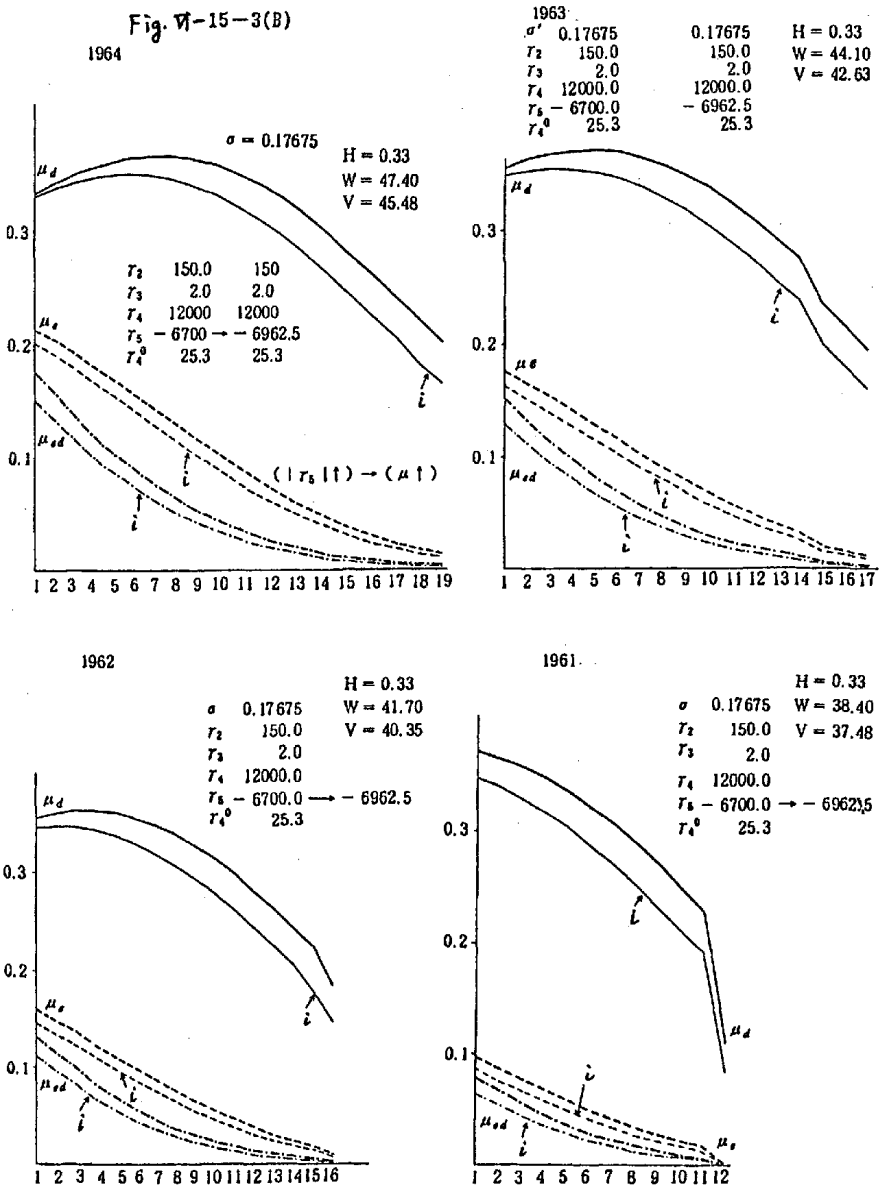 Fig. Ⅵ-15-3(B)
1964
σ = 0.17675
H = 0.33
W = 47.40
V = 45.48
μd
0.3
γ2 150.0 150
γ3 2.0 2.0
γ4 12000 12000
γ5 − 6700 → − 6962.5
γ4⁰ 25.3 25.3
μe
0.2
i
μed
0.1
i
i
(|γ5|↑) → (μ↑)
1 2 3 4 5 6 7 8 9 10 11 12 13 14 15 16 17 18 19
1963
σ' 0.17675 0.17675 H = 0.33
γ2 150.0 150.0 W = 44.10
γ3 2.0 2.0 V = 42.63
γ4 12000.0 12000.0
γ5 − 6700.0 − 6962.5
γ4⁰ 25.3 25.3
μd
0.3
i
0.2
μe
μed
0.1
i
i
1 2 3 4 5 6 7 8 9 10 11 12 13 14 15 16 17
1962
H = 0.33
σ 0.17675 W = 41.70
γ2 150.0 V = 40.35
γ3 2.0
γ4 12000.0
γ5 − 6700.0 → − 6962.5
γ4⁰ 25.3
μd
0.3
0.2
i
μe
0.1
μed
i
i
1 2 3 4 5 6 7 8 9 10 11 12 13 14 15 16
1961
H = 0.33
σ 0.17675 W = 38.40
γ2 150.0 V = 37.48
γ3 2.0
γ4 12000.0
γ5 − 6700.0 → − 6962.5
γ4⁰ 25.3
0.3
i
0.2
μd
0.1
i
μed
i
μe
1 2 3 4 5 6 7 8 9 10 11 12